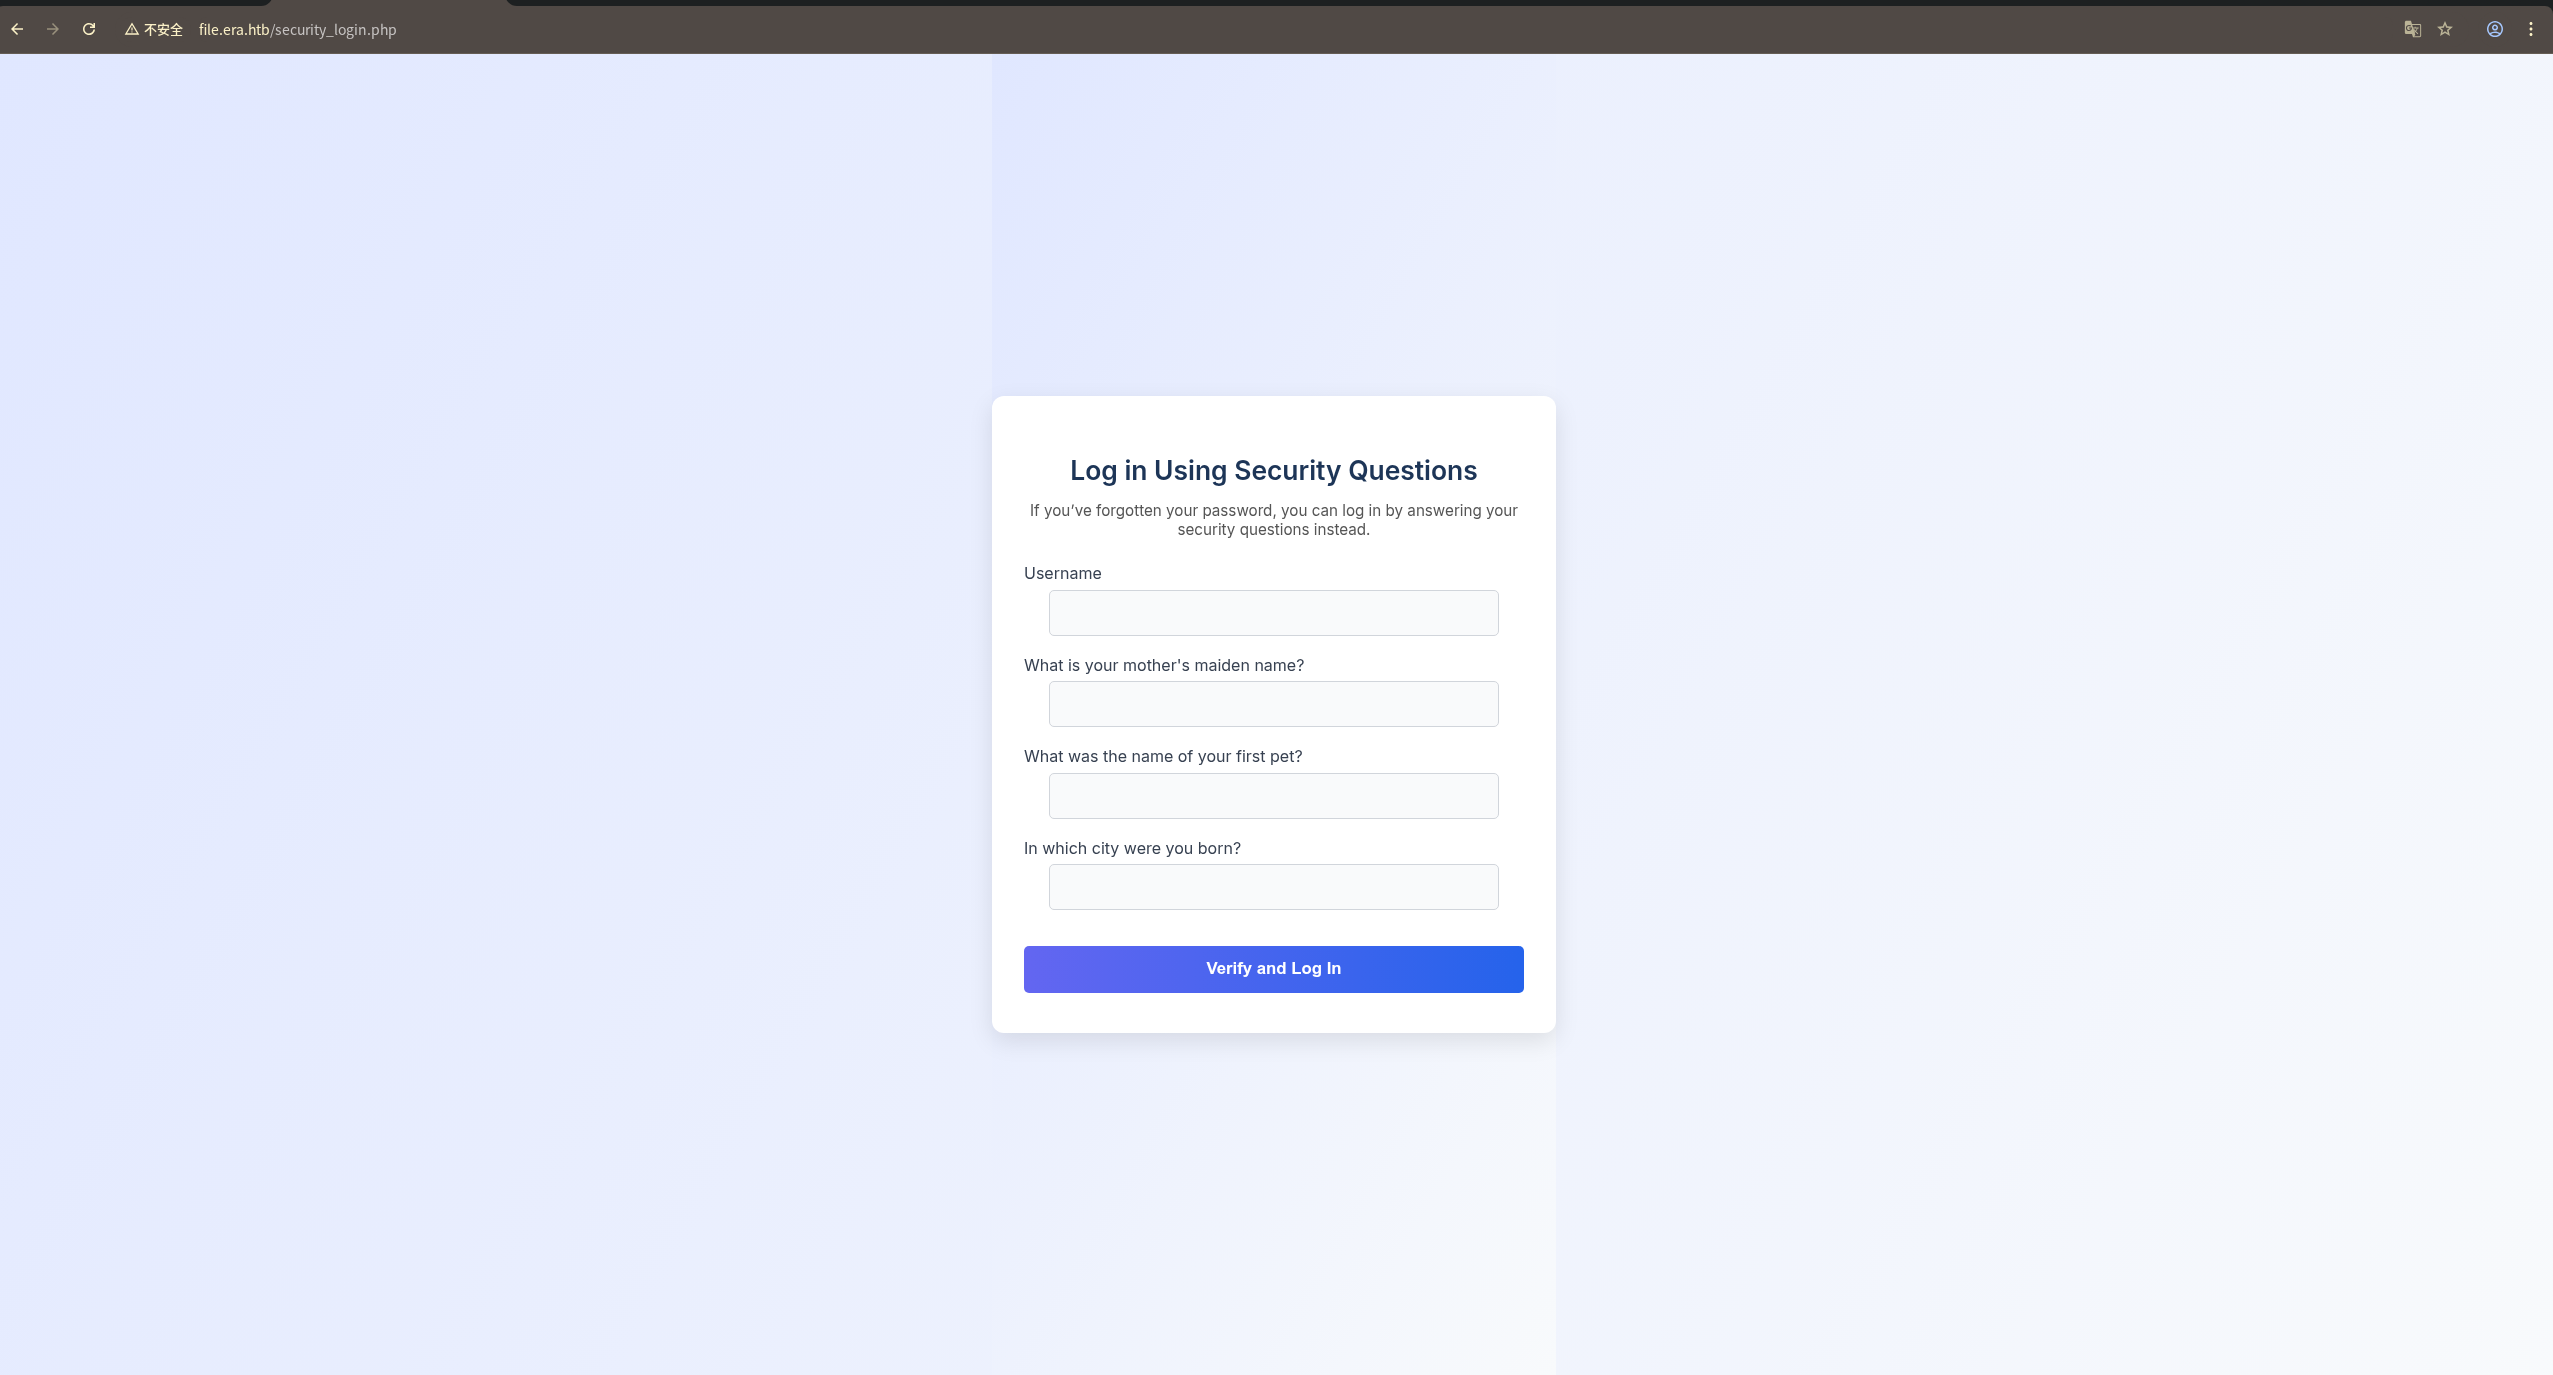 不安全 file.era.htb/security_login.php
Log in Using Security Questions
If you’ve forgotten your password, you can log in by answering your
security questions instead.
Username
What is your mother's maiden name?
What was the name of your first pet?
In which city were you born?
Verify and Log In